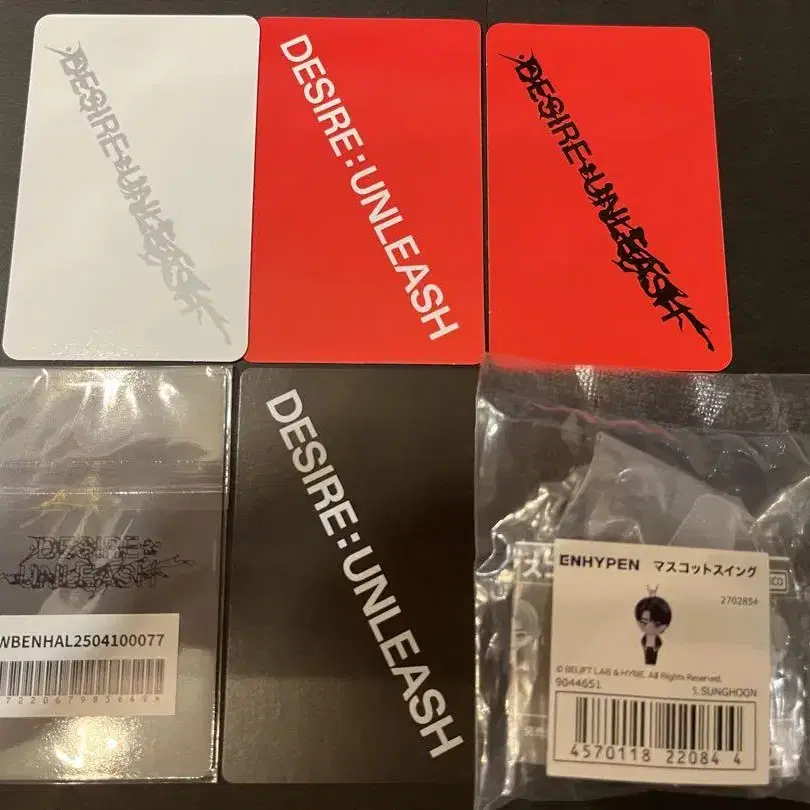 DESIRE:UNLEASH
DESIRE:UNLEASH
DESIRE:UNLEASH
DESIRE:
UNLEASH
WBENHAL2504100077
DESIRE:UNLEASH
ENHYPEN マスコットスイング
2702854
© BELIFT LAB & HYBE. All Rights Reserved.
9044651 5. SUNGHOON
4570118 22084 4